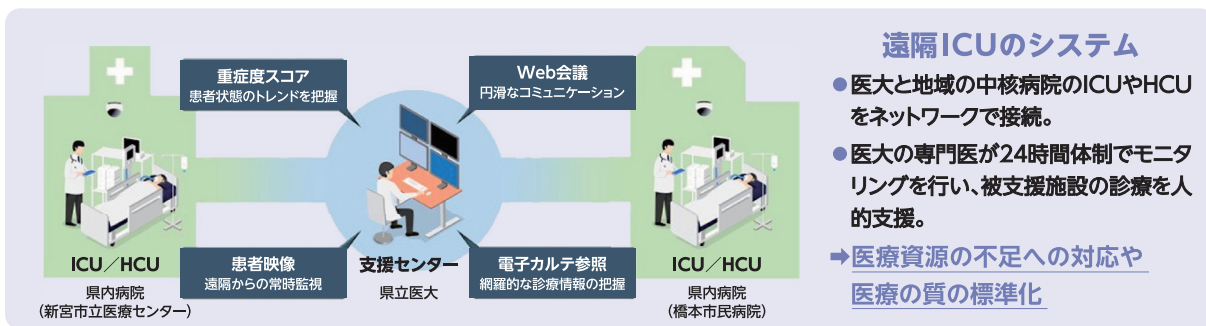 重症度スコア
患者状態のトレンドを把握
Web会議
円滑なコミュニケーション
患者映像
遠隔からの常時監視
電子カルテ参照
網羅的な診療情報の把握
ICU/HCU
県内病院
(新宮市立医療センター)
支援センター
県立医大
ICU/HCU
県内病院
(橋本市民病院)
遠隔ICUのシステム
●医大と地域の中核病院のICUやHCU
をネットワークで接続。
●医大の専門医が24時間体制でモニタ
リングを行い、被支援施設の診療を人
的支援。
➡医療資源の不足への対応や
医療の質の標準化